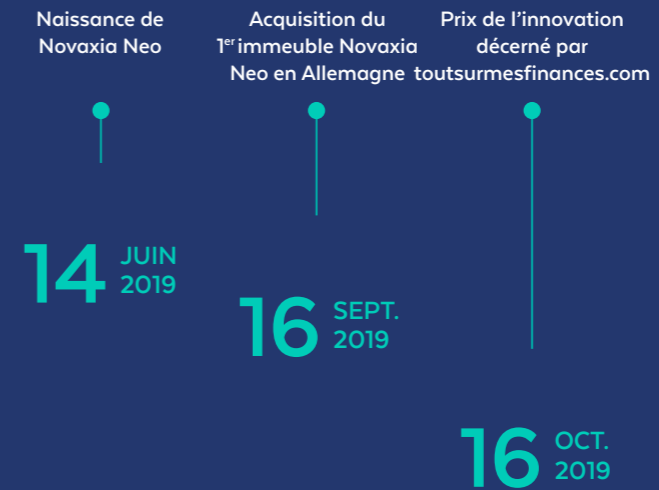 Naissance de
Novaxia Neo
Acquisition du
1er immeuble Novaxia
Neo en Allemagne
Prix de l’innovation
décerné par
toutsurmesfinances.com
14 JUIN
2019
16 SEPT.
2019
16 OCT.
2019